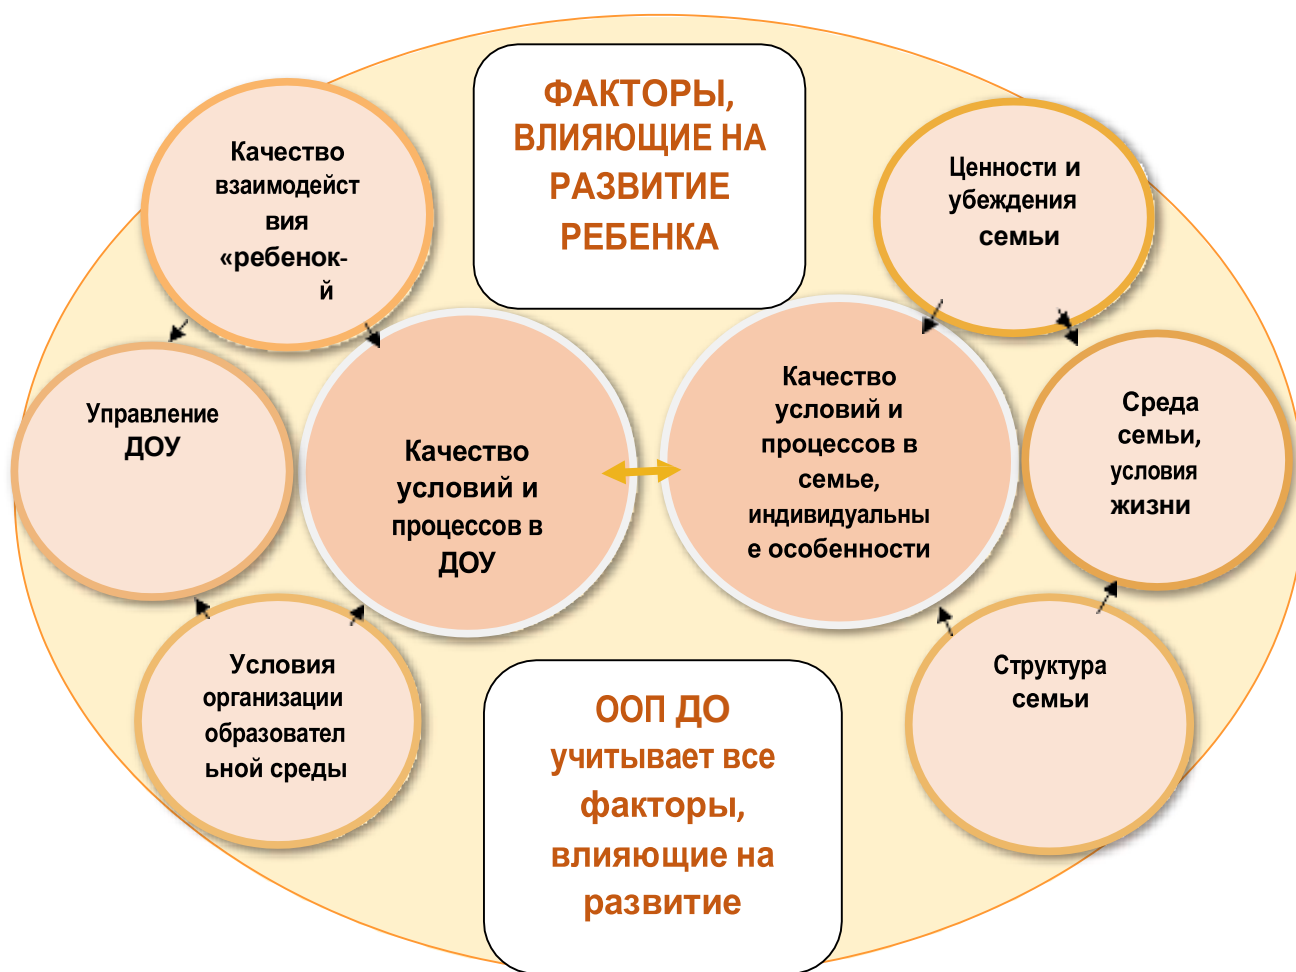 ФАКТОРЫ,
ВЛИЯЮЩИЕ НА
РАЗВИТИЕ
РЕБЕНКА
Качество
взаимодейст
вия
«ребенок-
й
Управление
ДОУ
Условия
организации
образовател
ьной среды
Качество
условий и
процессов в
ДОУ
Качество
условий и
процессов в
семье,
индивидуальны
е особенности
Ценности и
убеждения
семьи
Среда
семьи,
условия
жизни
Структура
семьи
ООП ДО
учитывает все
факторы,
влияющие на
развитие